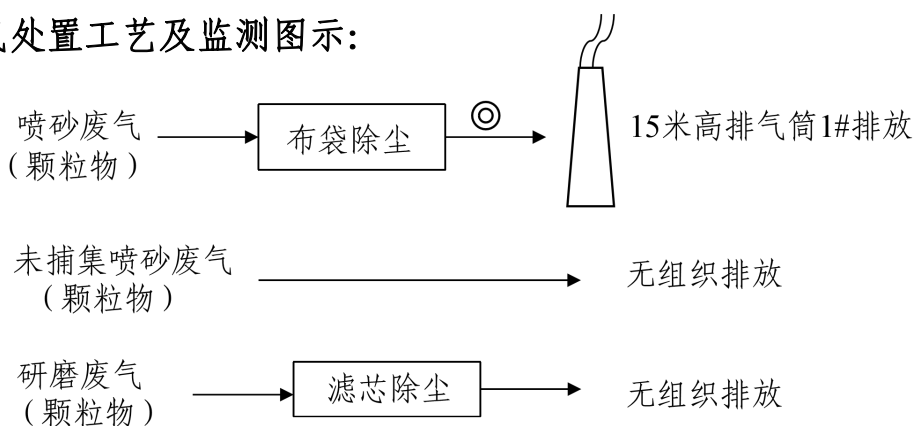 处置工艺及监测图示：
喷砂废气
（颗粒物）
布袋除尘
15米高排气筒1#排放
未捕集喷砂废气
（颗粒物）
无组织排放
研磨废气
（颗粒物）
滤芯除尘
无组织排放